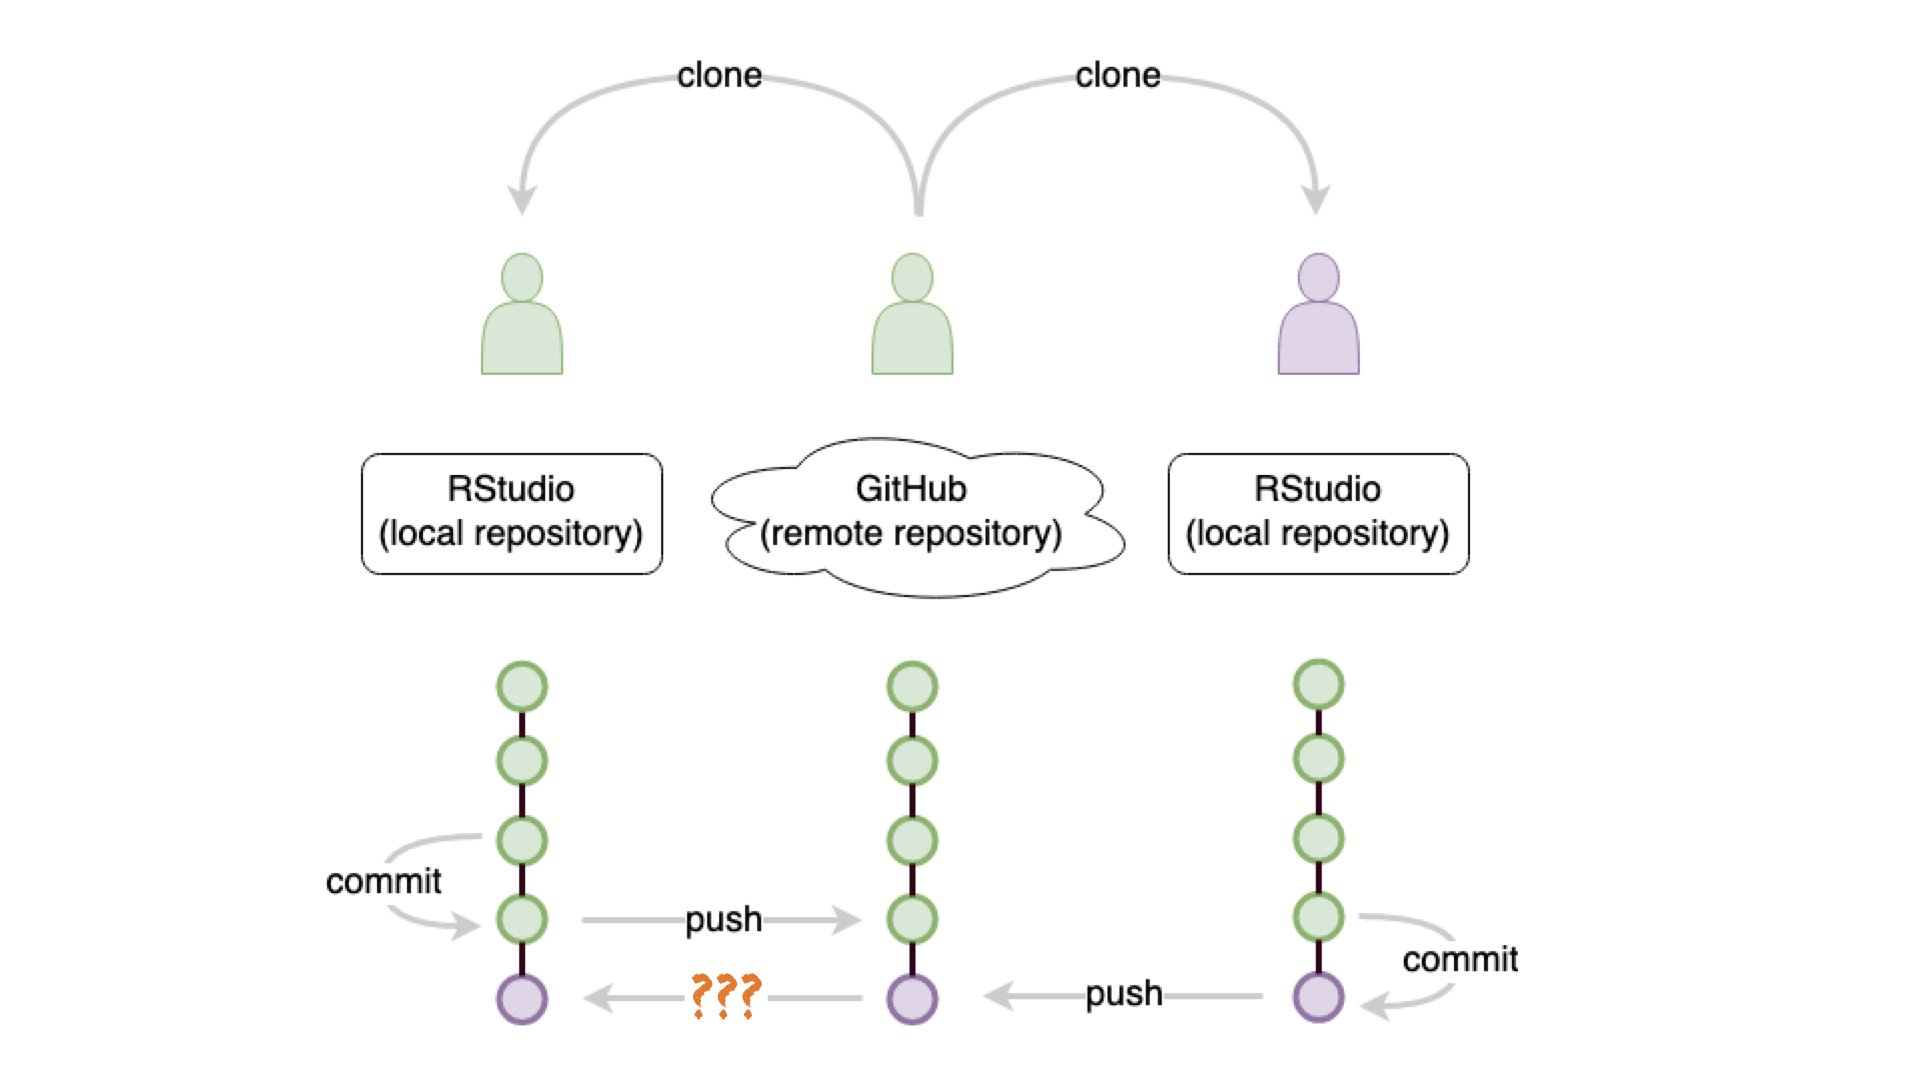 clone
clone
RStudio
(local repository)
GitHub
(remote repository)
RStudio
(local repository)
commit
push
commit
???
push